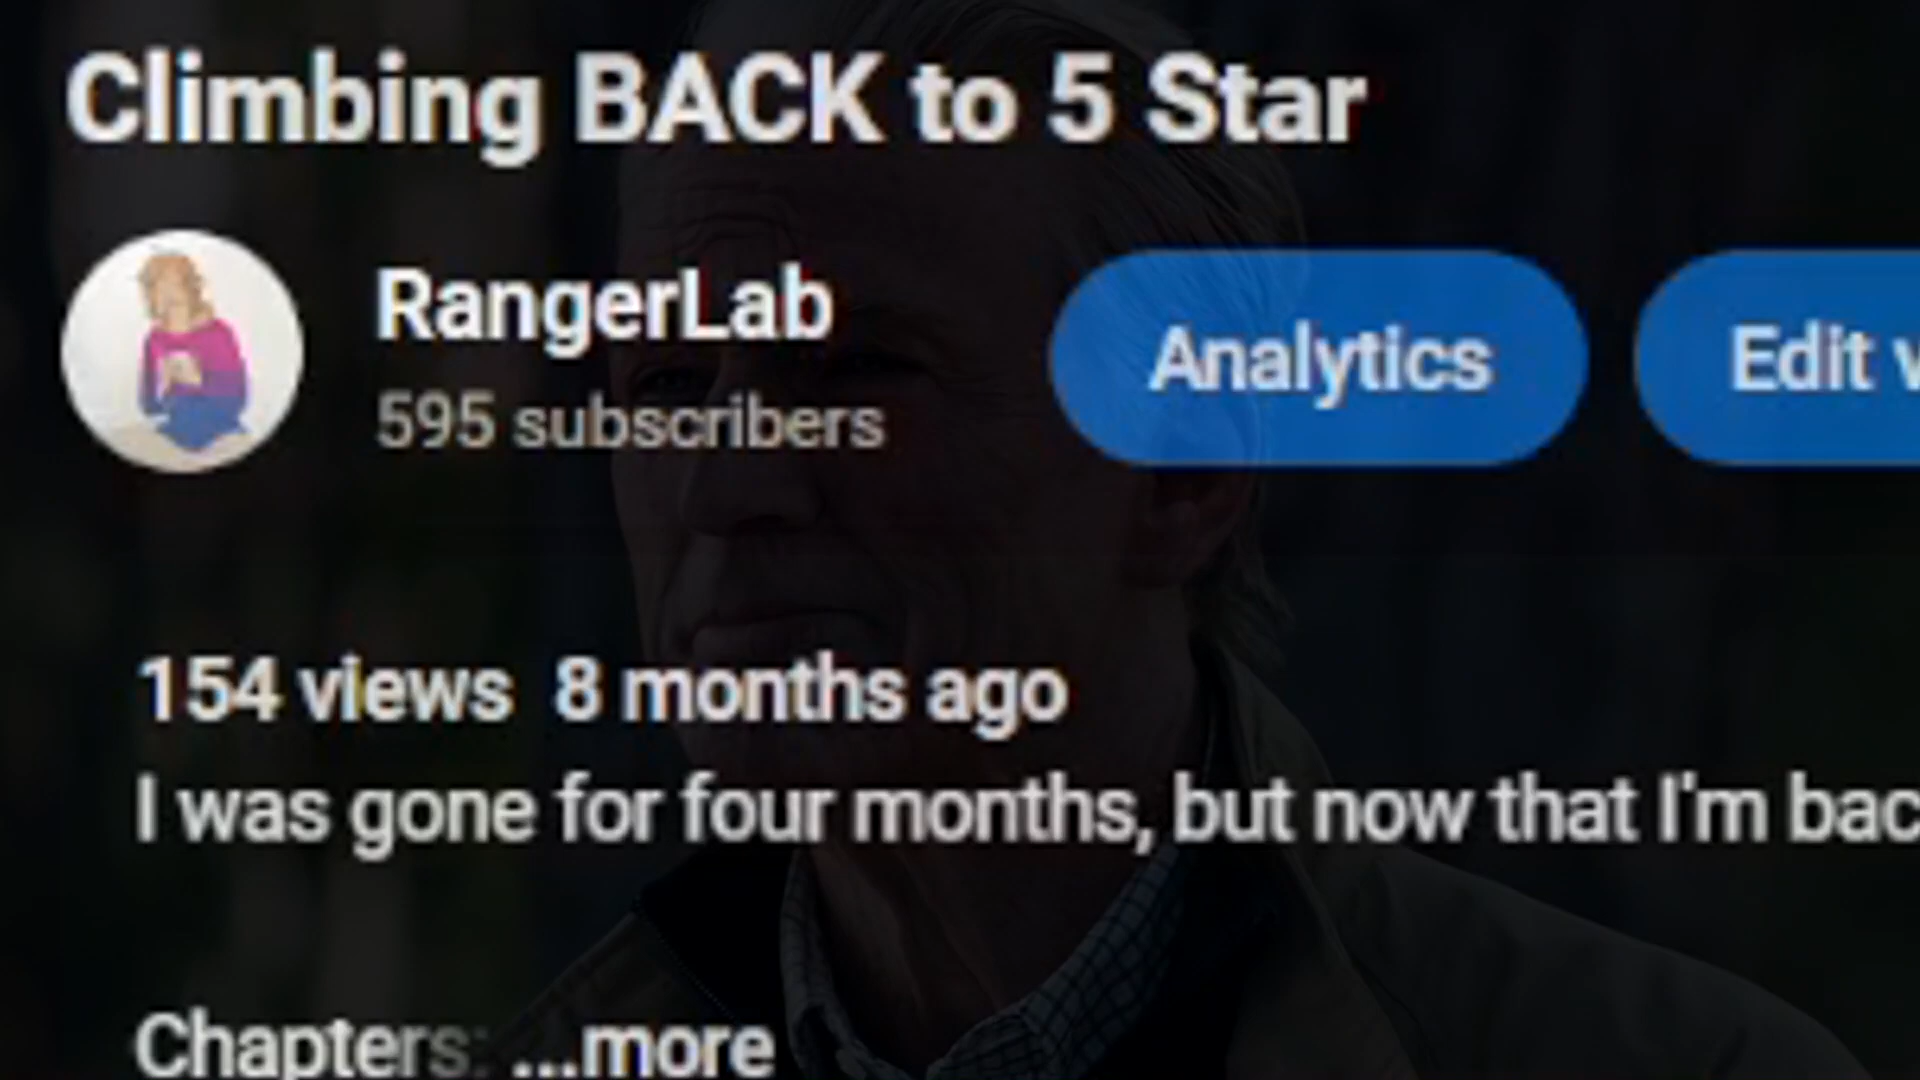 Climbing BACK to 5 Star
RangerLab
595 subscribers
Analytics
Edit
154 views 8 months ago
I was gone for four months, but now that I'm bac
Chapters: ...more